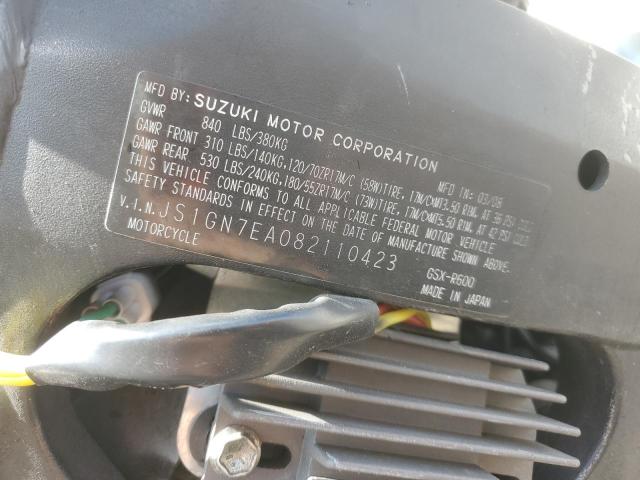 MFD BY: SUZUKI MOTOR CORPORATION MFD IN: 03/08
GVWR 840 LBS/380KG
GAWR FRONT 310 LBS/140KG, 120/70ZR17M/C (58W)TIRE, 17M/C×MT3.50 RIM, AT 36 PSI COLD
GAWR REAR 530 LBS/240KG, 180/55ZR17M/C (73W)TIRE, 17M/C×MT5.50 RIM, AT 42 PSI COLD
THIS VEHICLE CONFORMS TO ALL APPLICABLE FEDERAL MOTOR VEHICLE
SAFETY STANDARDS IN EFFECT ON THE DATE OF MANUFACTURE SHOWN ABOVE.
V.I.N. JS1GN7EA082110423
MOTORCYCLE GSX-R600
MADE IN JAPAN